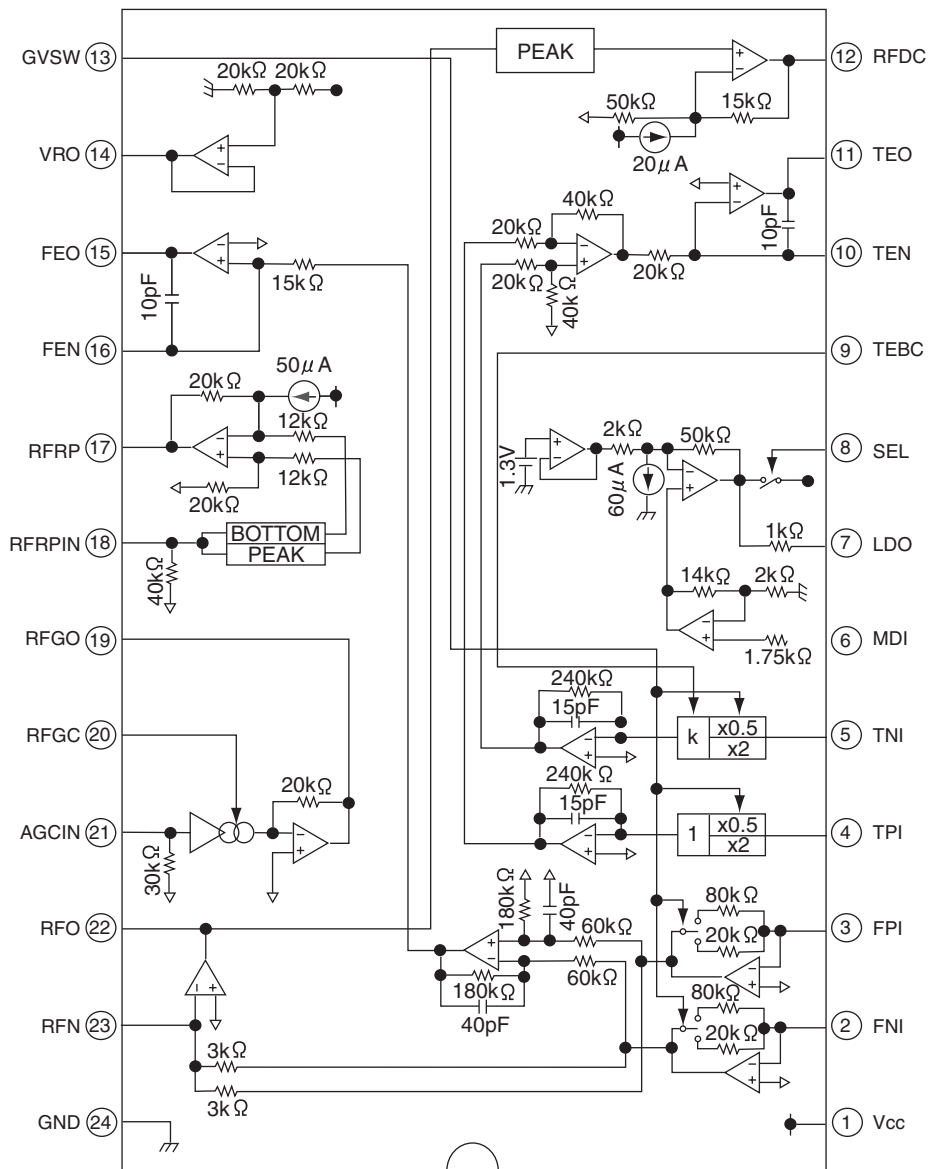 GVSW 13
PEAK
12 RFDC
20kΩ 20kΩ
50kΩ 15kΩ
+
−
20μA
VRO 14
+
−
11 TEO
+
−
10pF
40kΩ
20kΩ
20kΩ
−
+
20kΩ
40kΩ
10 TEN
FEO 15
−
+
15kΩ
10pF
FEN 16
9 TEBC
50μA
20kΩ
12kΩ
RFRP 17
−
+
12kΩ
20kΩ
2kΩ 50kΩ
1.3V
+
−
60μA
−
+
8 SEL
1kΩ
7 LDO
RFRPIN 18
BOTTOM
PEAK
40kΩ
14kΩ 2kΩ
−
+
1.75kΩ
6 MDI
RFGO 19
RFGC 20
240kΩ
15pF
−
+
k x0.5
x2
5 TNI
20kΩ
AGCIN 21
−
+
30kΩ
240kΩ
15pF
−
+
1 x0.5
x2
4 TPI
RFO 22
180kΩ
40pF
60kΩ
+
−
60kΩ
180kΩ
40pF
80kΩ
20kΩ
−
+
3 FPI
− +
RFN 23
80kΩ
20kΩ
−
+
2 FNI
3kΩ
3kΩ
GND 24
1 Vcc